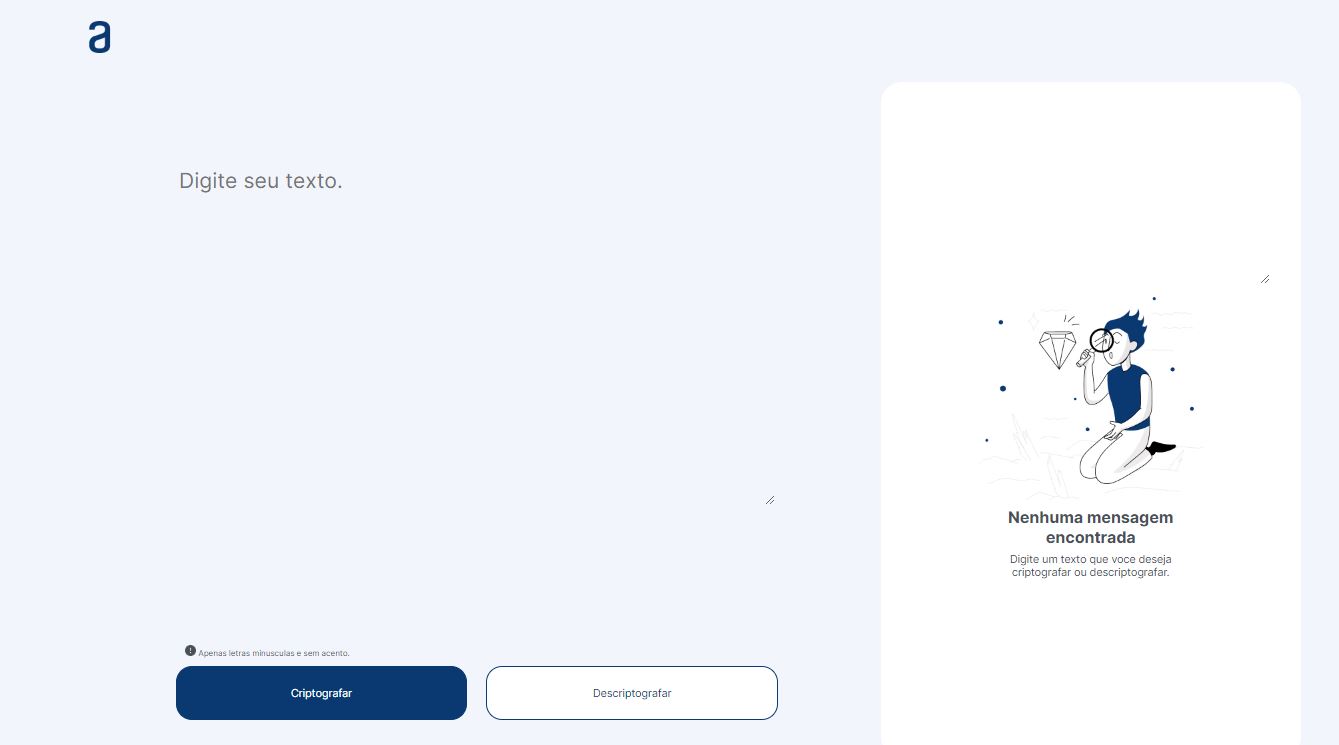 a
Digite seu texto.
Nenhuma mensagem
encontrada
Digite um texto que voce deseja
criptografar ou descriptografar.
Apenas letras minusculas e sem acento.
Criptografar
Descriptografar